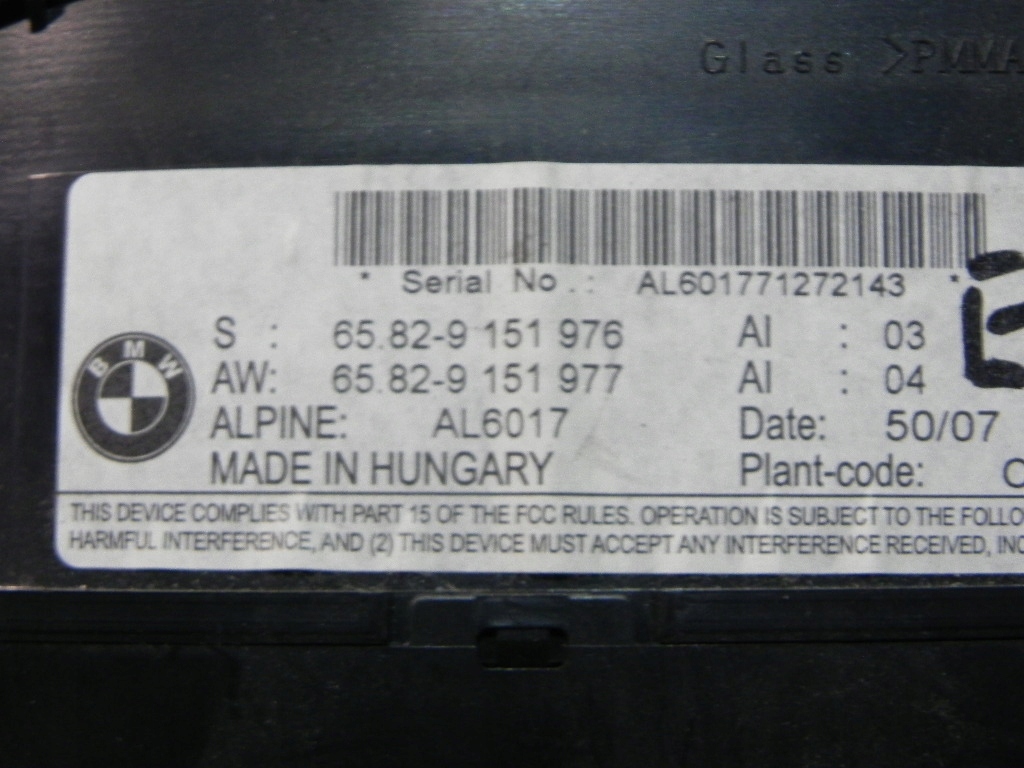 Glass >PMMA
* Serial No.: AL601771272143 *
S : 65.82-9 151 976 AI : 03
AW: 65.82-9 151 977 AI : 04
BMW
ALPINE: AL6017 Date: 50/07
MADE IN HUNGARY Plant-code:
THIS DEVICE COMPLIES WITH PART 15 OF THE FCC RULES. OPERATION IS SUBJECT TO THE FOLLO
HARMFUL INTERFERENCE, AND (2) THIS DEVICE MUST ACCEPT ANY INTERFERENCE RECEIVED, INC